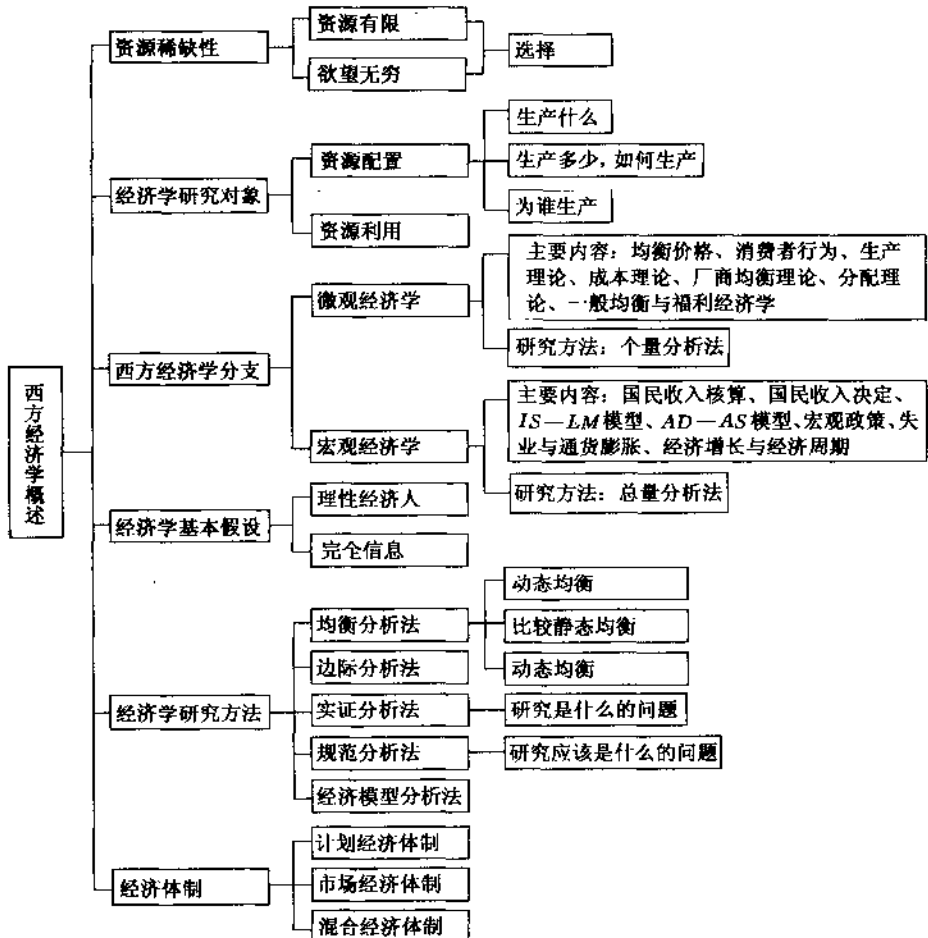 西方经济学概述
资源稀缺性
资源有限
欲望无穷
选择
经济学研究对象
资源配置
生产什么
生产多少，如何生产
为谁生产
资源利用
西方经济学分支
微观经济学
主要内容：均衡价格、消费者行为、生产
理论、成本理论、厂商均衡理论、分配理
论、一般均衡与福利经济学
研究方法：个量分析法
宏观经济学
主要内容：国民收入核算、国民收入决定、
IS—LM模型、AD—AS模型、宏观政策、失
业与通货膨胀、经济增长与经济周期
研究方法：总量分析法
经济学基本假设
理性经济人
完全信息
经济学研究方法
均衡分析法
动态均衡
比较静态均衡
动态均衡
边际分析法
实证分析法
研究是什么的问题
规范分析法
研究应该是什么的问题
经济模型分析法
经济体制
计划经济体制
市场经济体制
混合经济体制